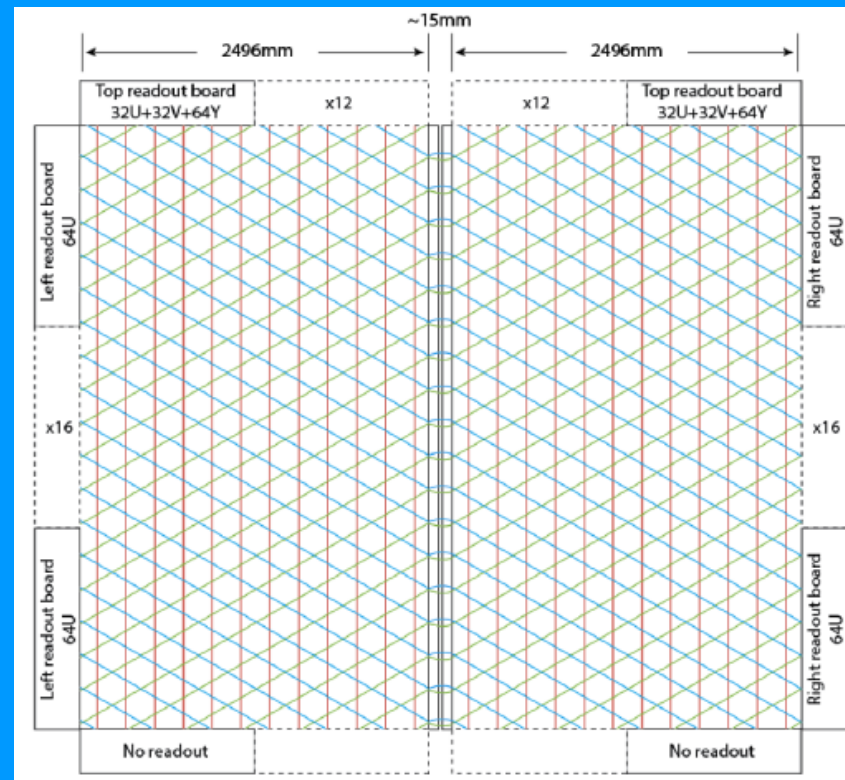 ~15mm
2496mm
2496mm
Top readout board
32U+32V+64Y
x12
x12
Top readout board
32U+32V+64Y
Left readout board
64U
Right readout board
64U
x16
x16
Left readout board
64U
Right readout board
64U
No readout
No readout